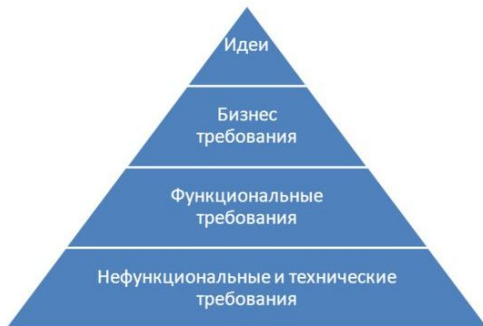 Идеи
Бизнес
требования
Функциональные
требования
Нефункциональные и технические
требования